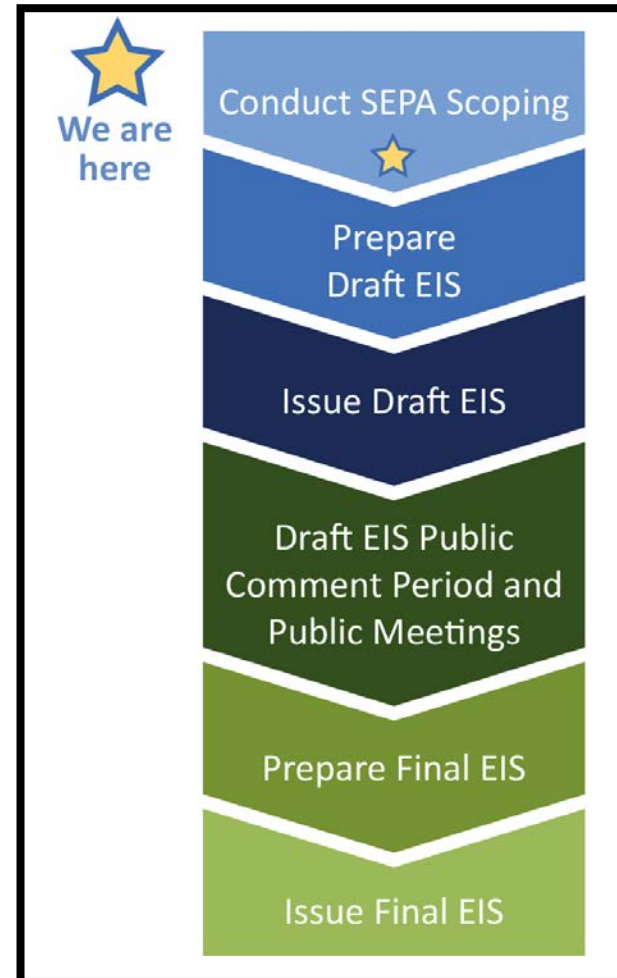 We are
here
Conduct SEPA Scoping
Prepare
Draft EIS
Issue Draft EIS
Draft EIS Public
Comment Period and
Public Meetings
Prepare Final EIS
Issue Final EIS